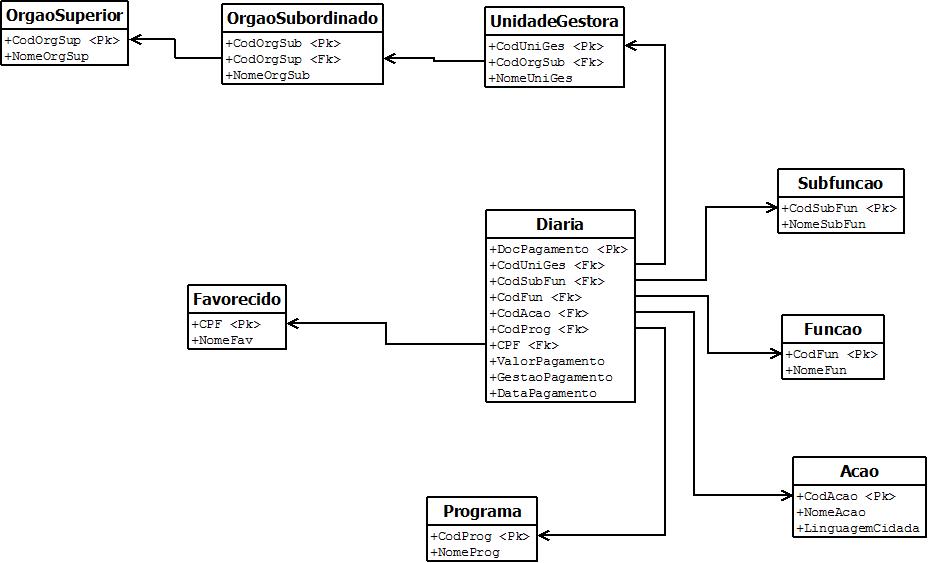 OrgaoSuperior
+CodOrgSup <Pk>
+NomeOrgSup
OrgaoSubordinado
+CodOrgSub <Pk>
+CodOrgSup <Fk>
+NomeOrgSub
UnidadeGestora
+CodUniGes <Pk>
+CodOrgSub <Fk>
+NomeUniGes
Subfuncao
+CodSubFun <Pk>
+NomeSubFun
Diaria
+DocPagamento <Pk>
+CodUniGes <Fk>
+CodSubFun <Fk>
+CodFun <Fk>
+CodAcao <Fk>
+CodProg <Fk>
+CPF <Fk>
+ValorPagamento
+GestaoPagamento
+DataPagamento
Favorecido
+CPF <Pk>
+NomeFav
Funcao
+CodFun <Pk>
+NomeFun
Acao
+CodAcao <Pk>
+NomeAcao
+LinguagemCidada
Programa
+CodProg <Pk>
+NomeProg